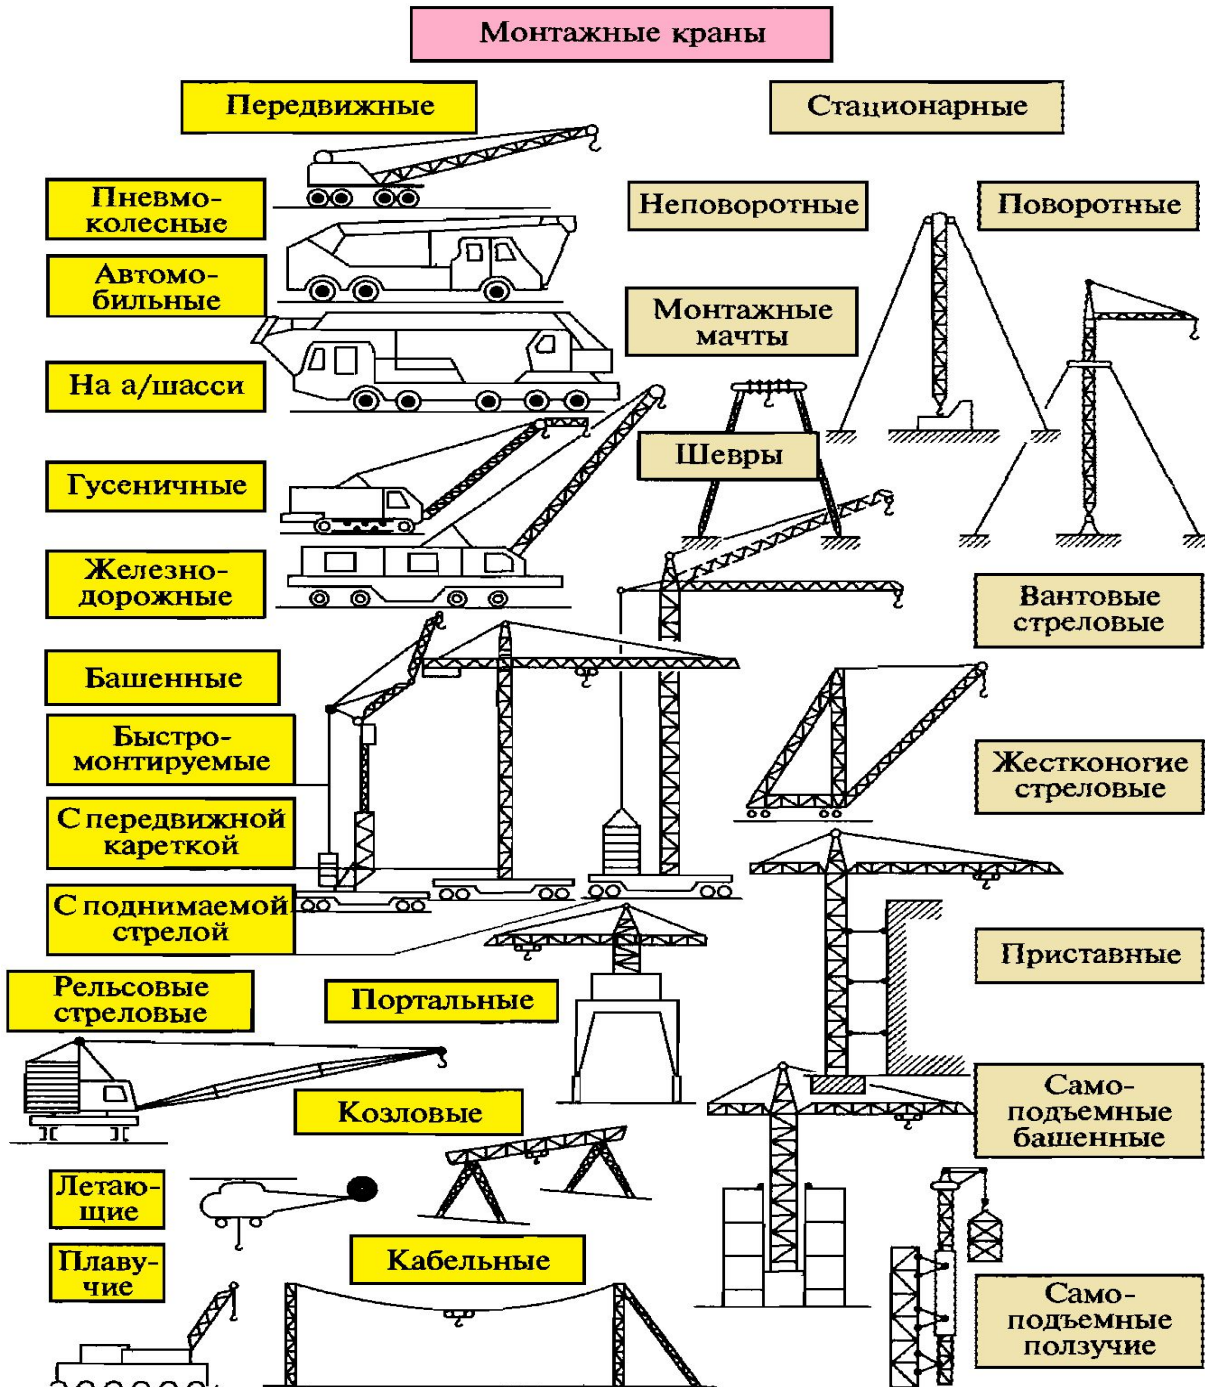 Монтажные краны
Передвижные
Стационарные
Пневмо-
колесные
Неповоротные
Поворотные
Автомо-
бильные
Монтажные
мачты
На а/шасси
Шевры
Гусеничные
Железно-
дорожные
Вантовые
стреловые
Башенные
Быстро-
монтируемые
Жестконогие
стреловые
С передвижной
кареткой
С поднимаемой
стрелой
Приставные
Рельсовые
стреловые
Портальные
Козловые
Само-
подъемные
башенные
Летаю-
щие
Плаву-
чие
Кабельные
Само-
подъемные
ползучие